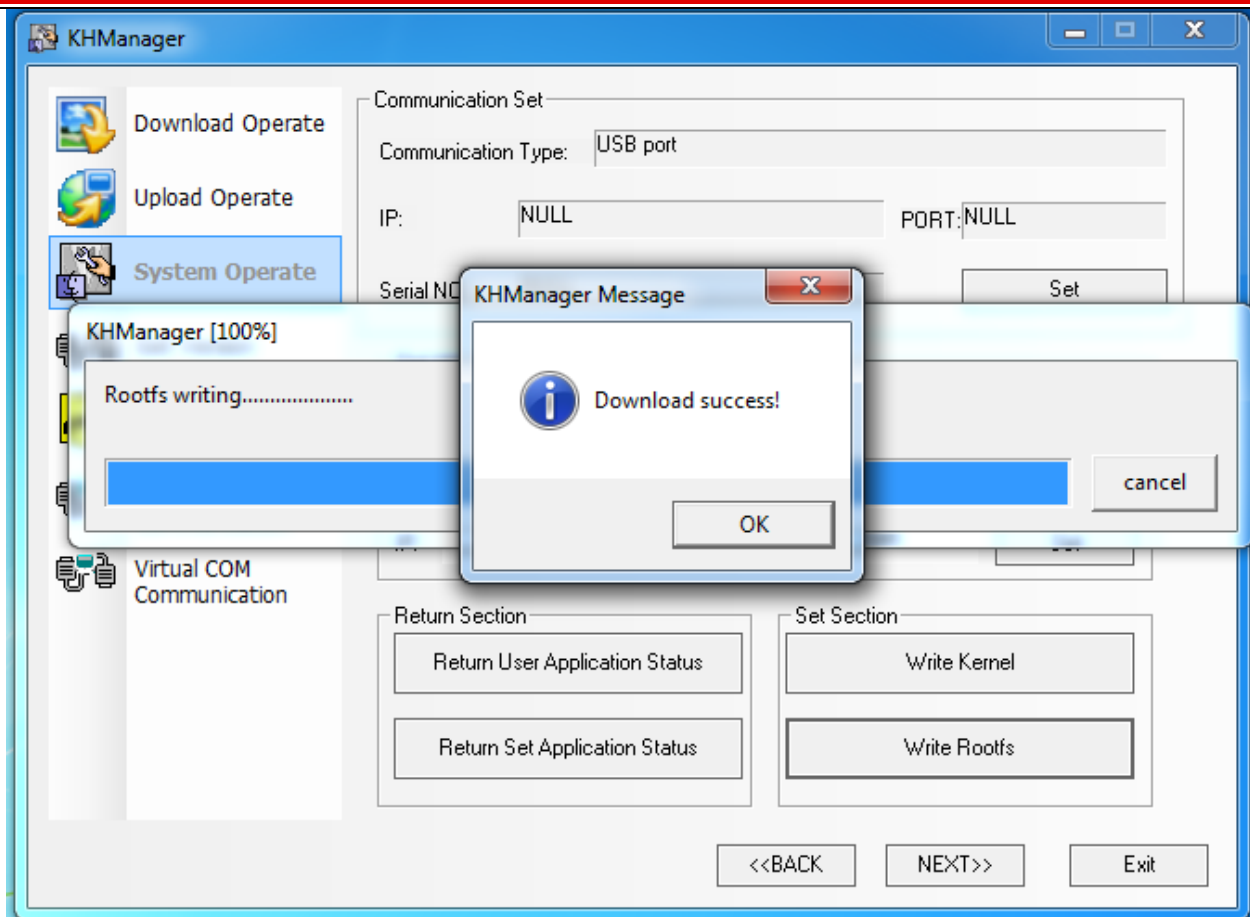 KHManager
Download Operate
Upload Operate
System Operate
Virtual COM
Communication
Communication Set
Communication Type: USB port
IP: NULL PORT: NULL
Serial NO
Set
KHManager [100%]
Rootfs writing....................
cancel
KHManager Message
Download success!
OK
Return Section
Return User Application Status
Return Set Application Status
Set Section
Write Kernel
Write Rootfs
<<BACK NEXT>> Exit